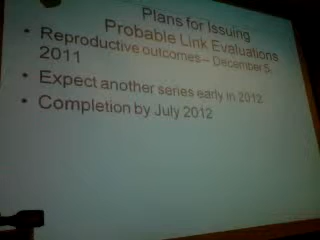 Plans for Issuing
Probable Link Evaluations
• Reproductive outcomes – December 5,
2011
• Expect another series early in 2012
• Completion by July 2012